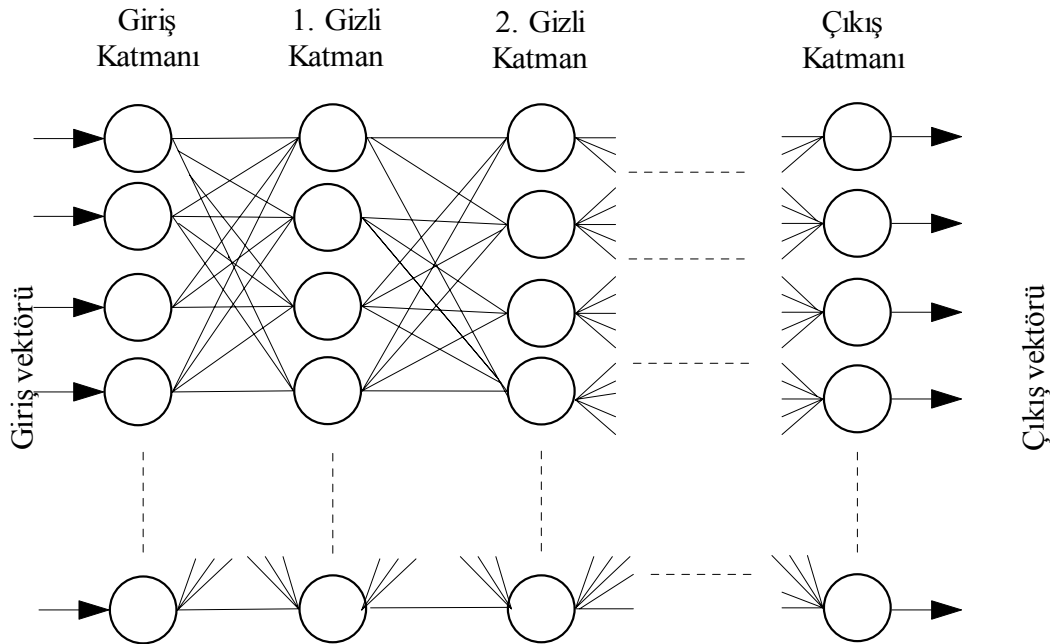 Giriş
Katmanı
1. Gizli
Katman
2. Gizli
Katman
Çıkış
Katmanı
Giriş vektörü
Çıkış vektörü